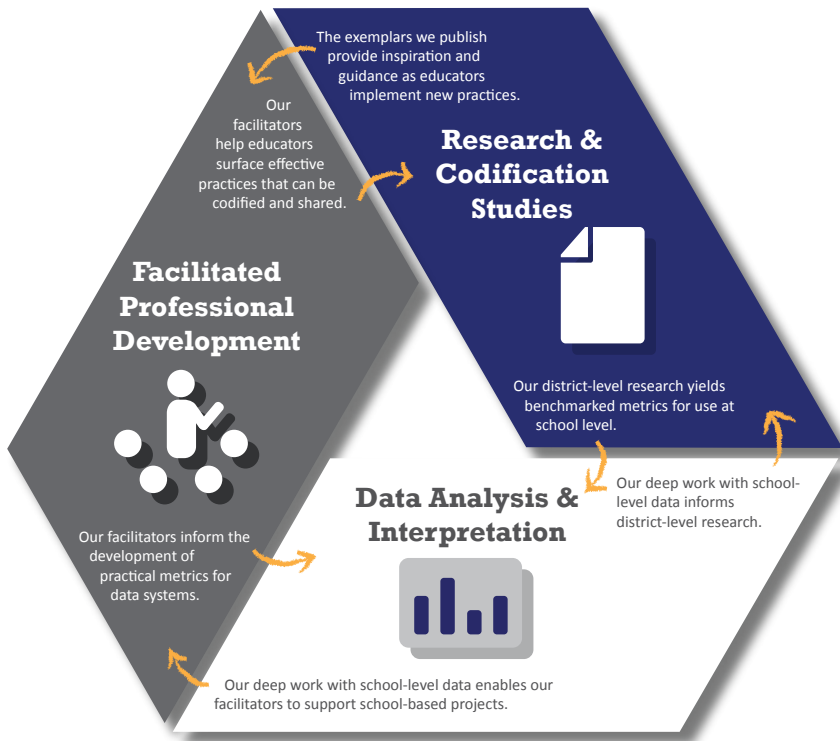 The exemplars we publish
provide inspiration and
guidance as educators
implement new practices.
Our
facilitators
help educators
surface effective
practices that can be
codified and shared.
Research &
Codification
Studies
Facilitated
Professional
Development
Our district-level research yields
benchmarked metrics for use at
school level.
Our deep work with school-
level data informs
district-level research.
Data Analysis &
Interpretation
Our facilitators inform the
development of
practical metrics for
data systems.
Our deep work with school-level data enables our
facilitators to support school-based projects.